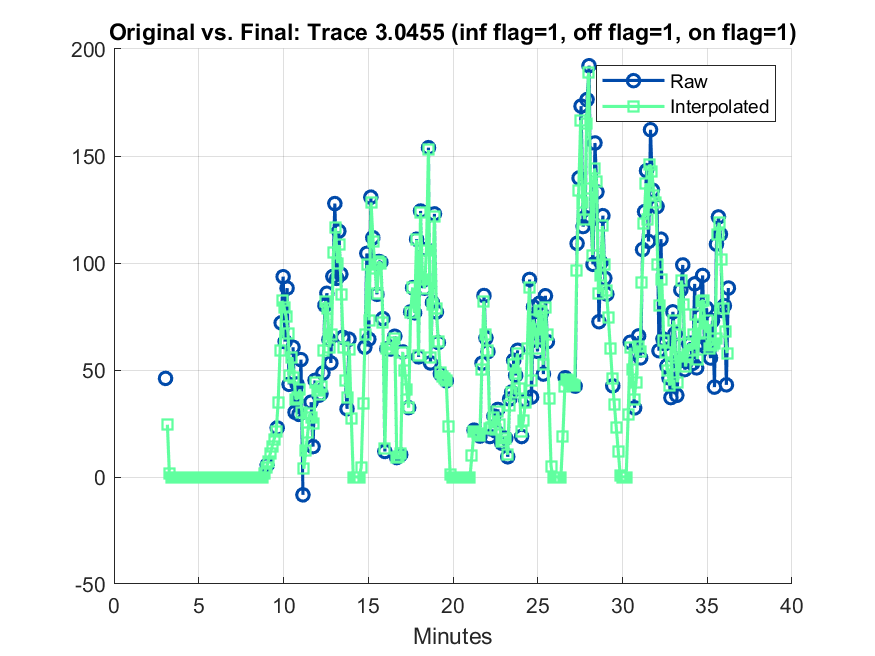 Original vs. Final: Trace 3.0455 (inf flag=1, off flag=1, on flag=1)
200
150
100
50
0
-50
Raw
Interpolated
0 5 10 15 20 25 30 35 40
Minutes